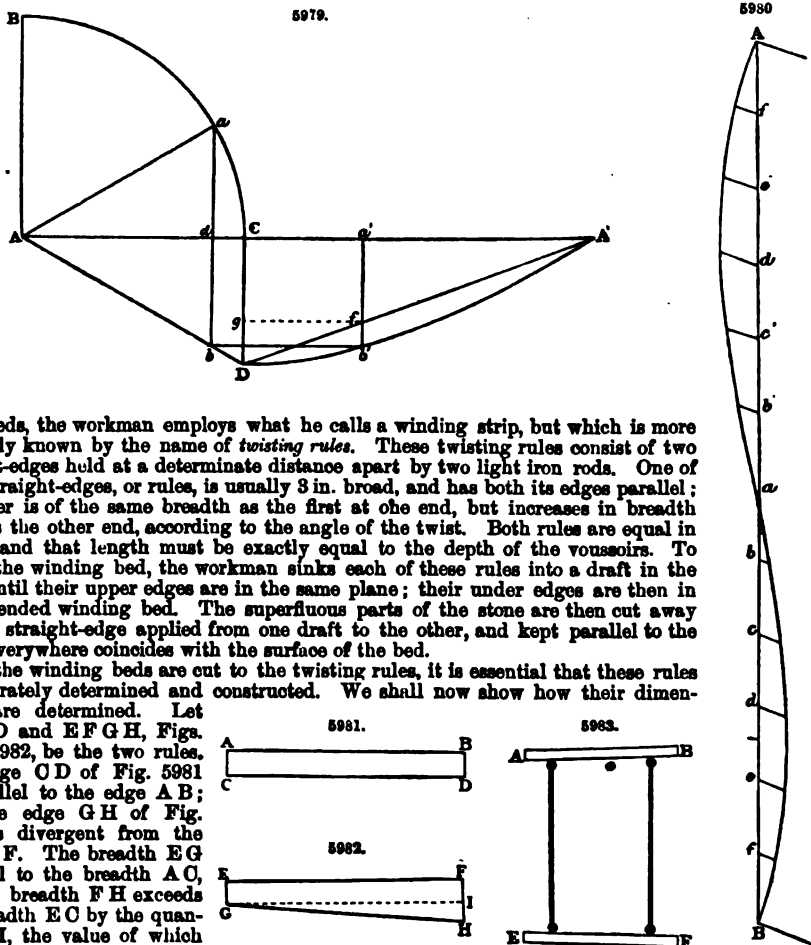 5979.
5980
B
a
A
d
C
a'
A'
g
f
b
D
b'
A
f
e
d
c'
b'
a
b
c
d
e
f
B
eds, the workman employs what he calls a winding strip, but which is more
ly known by the name of twisting rules. These twisting rules consist of two
t-edges held at a determinate distance apart by two light iron rods. One of
raight-edges, or rules, is usually 3 in. broad, and has both its edges parallel;
er is of the same breadth as the first at one end, but increases in breadth
s the other end, according to the angle of the twist. Both rules are equal in
and that length must be exactly equal to the depth of the voussoirs. To
the winding bed, the workman sinks each of these rules into a draft in the
ntil their upper edges are in the same plane; their under edges are then in
ended winding bed. The superfluous parts of the stone are then cut away
straight-edge applied from one draft to the other, and kept parallel to the
verywhere coincides with the surface of the bed.
the winding beds are cut to the twisting rules, it is essential that these rules
rately determined and constructed. We shall now show how their dimen-
are determined. Let
D and E F G H, Figs.
982, be the two rules.
ge C D of Fig. 5981
llel to the edge A B;
e edge G H of Fig.
s divergent from the
F. The breadth E G
l to the breadth A C,
breadth F H exceeds
adth E C by the quan-
H, the value of which
5981.
A
B
C
D
5982.
E
F
G
I
H
5983.
A
B
E
F